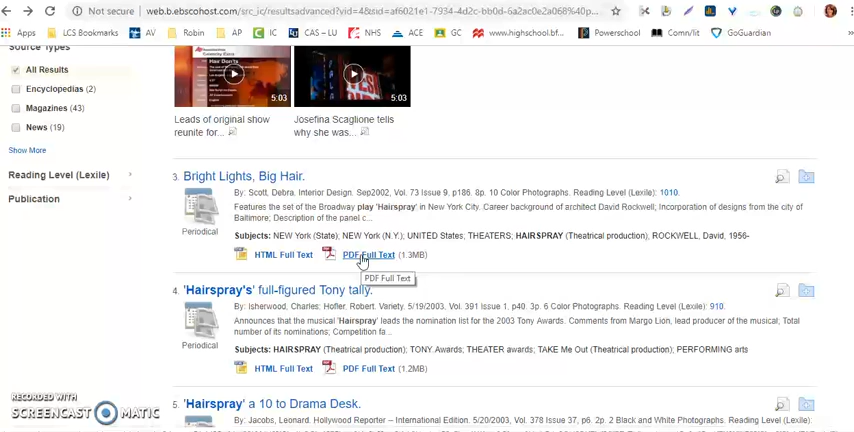 Not secure | web.b.ebscohost.com/src_ic/resultsadvanced?vid=4&sid=af6021e1-7934-4d2c-bb0d-6a2ac0e2a068%40p...
Apps LCS Bookmarks AV Robin AP IC CAS – LC NHS ACE GC www.highschool.bf... Powerschool Comm/lit GoGuardian »
Source Types
All Results
Encyclopedias (2)
Magazines (43)
News (19)
Show More
Reading Level (Lexile)
Publication
Has Don'ts
5:03
5:03
Leads of original show
reunite for...
Josefina Scaglione tells
why she was...
3. Bright Lights, Big Hair.
By: Scott, Debra. Interior Design. Sep2002, Vol. 73 Issue 9, p186. 8p. 10 Color Photographs. Reading Level (Lexile): 1010.
Features the set of the Broadway play 'Hairspray' in New York City. Career background of architect David Rockwell; Incorporation of designs from the city of
Baltimore; Description of the panel c...
Periodical
Subjects: NEW York (State); NEW York (N.Y.); UNITED States; THEATERS; HAIRSPRAY (Theatrical production); ROCKWELL, David, 1956-
HTML Full Text PDF Full Text (1.3MB)
PDF Full Text
4. 'Hairspray's' full-figured Tony tally.
By: Isherwood, Charles; Hofler, Robert. Variety. 5/19/2003, Vol. 391 Issue 1, p40. 3p. 6 Color Photographs. Reading Level (Lexile): 910.
Announces that the musical 'Hairspray' leads the nomination list for the 2003 Tony Awards. Comments from Margo Lion, lead producer of the musical; Total
number of its nominations; Competition fa...
Periodical
Subjects: HAIRSPRAY (Theatrical production); TONY Awards; THEATER awards; TAKE Me Out (Theatrical production); PERFORMING arts
HTML Full Text PDF Full Text (1.2MB)
5. 'Hairspray' a 10 to Drama Desk.
By: Jacobs, Leonard. Hollywood Reporter -- International Edition. 5/20/2003, Vol. 378 Issue 37, p6. 2p. 2 Black and White Photographs. Reading Level
RECORDED WITH
SCREENCAST MATIC